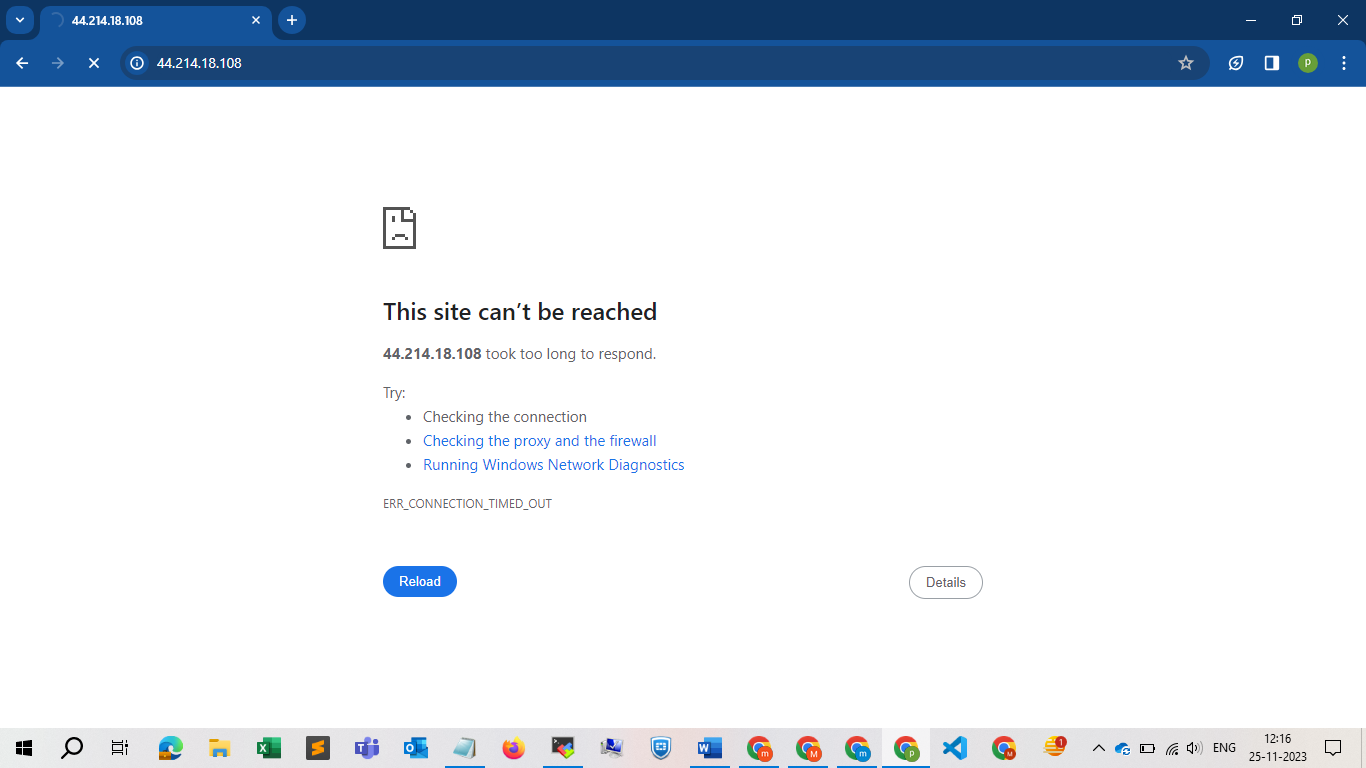 44.214.18.108
44.214.18.108
p
This site can’t be reached
44.214.18.108 took too long to respond.
Try:
Checking the connection
Checking the proxy and the firewall
Running Windows Network Diagnostics
ERR_CONNECTION_TIMED_OUT
Reload
Details
m
M
m
p
M
1
ENG
12:16
25-11-2023